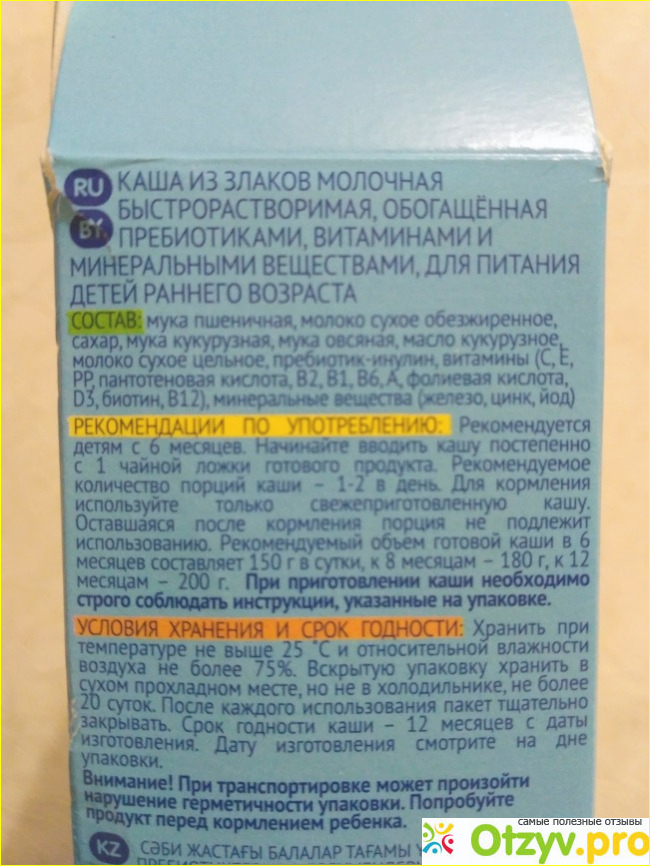 RU КАША ИЗ ЗЛАКОВ МОЛОЧНАЯ
БЫСТРОРАСТВОРИМАЯ, ОБОГАЩЁННАЯ
BY ПРЕБИОТИКАМИ, ВИТАМИНАМИ И
МИНЕРАЛЬНЫМИ ВЕЩЕСТВАМИ, ДЛЯ ПИТАНИЯ
ДЕТЕЙ РАННЕГО ВОЗРАСТА
СОСТАВ: мука пшеничная, молоко сухое обезжиренное,
сахар, мука кукурузная, мука овсяная, масло кукурузное,
молоко сухое цельное, пребиотик-инулин, витамины (С, Е,
РР, пантотеновая кислота, В2, В1, В6, А, фолиевая кислота,
D3, биотин, В12), минеральные вещества (железо, цинк, йод)
РЕКОМЕНДАЦИИ ПО УПОТРЕБЛЕНИЮ: Рекомендуется
детям с 6 месяцев. Начинайте вводить кашу постепенно
с 1 чайной ложки готового продукта. Рекомендуемое
количество порций каши – 1-2 в день. Для кормления
используйте только свежеприготовленную кашу.
Оставшаяся после кормления порция не подлежит
использованию. Рекомендуемый объем готовой каши в 6
месяцев составляет 150 г в сутки, к 8 месяцам – 180 г, к 12
месяцам – 200 г. При приготовлении каши необходимо
строго соблюдать инструкции, указанные на упаковке.
УСЛОВИЯ ХРАНЕНИЯ И СРОК ГОДНОСТИ: Хранить при
температуре не выше 25 °С и относительной влажности
воздуха не более 75%. Вскрытую упаковку хранить в
сухом прохладном месте, но не в холодильнике, не более
20 суток. После каждого использования пакет тщательно
закрывать. Срок годности каши – 12 месяцев с даты
изготовления. Дату изготовления смотрите на дне
упаковки.
Внимание! При транспортировке может произойти
нарушение герметичности упаковки. Попробуйте
продукт перед кормлением ребенка.
KZ СӘБИ ЖАСТАҒЫ БАЛАЛАР ТАҒАМЫ
самые полезные отзывы
Otzyv.pro